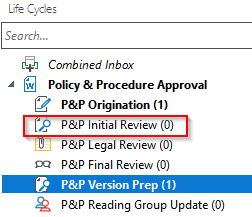 Life Cycles
Search...
Combined Inbox
Policy & Procedure Approval
P&P Origination (1)
P&P Initial Review (0)
P&P Legal Review (0)
P&P Final Review (0)
P&P Version Prep (1)
P&P Reading Group Update (0)